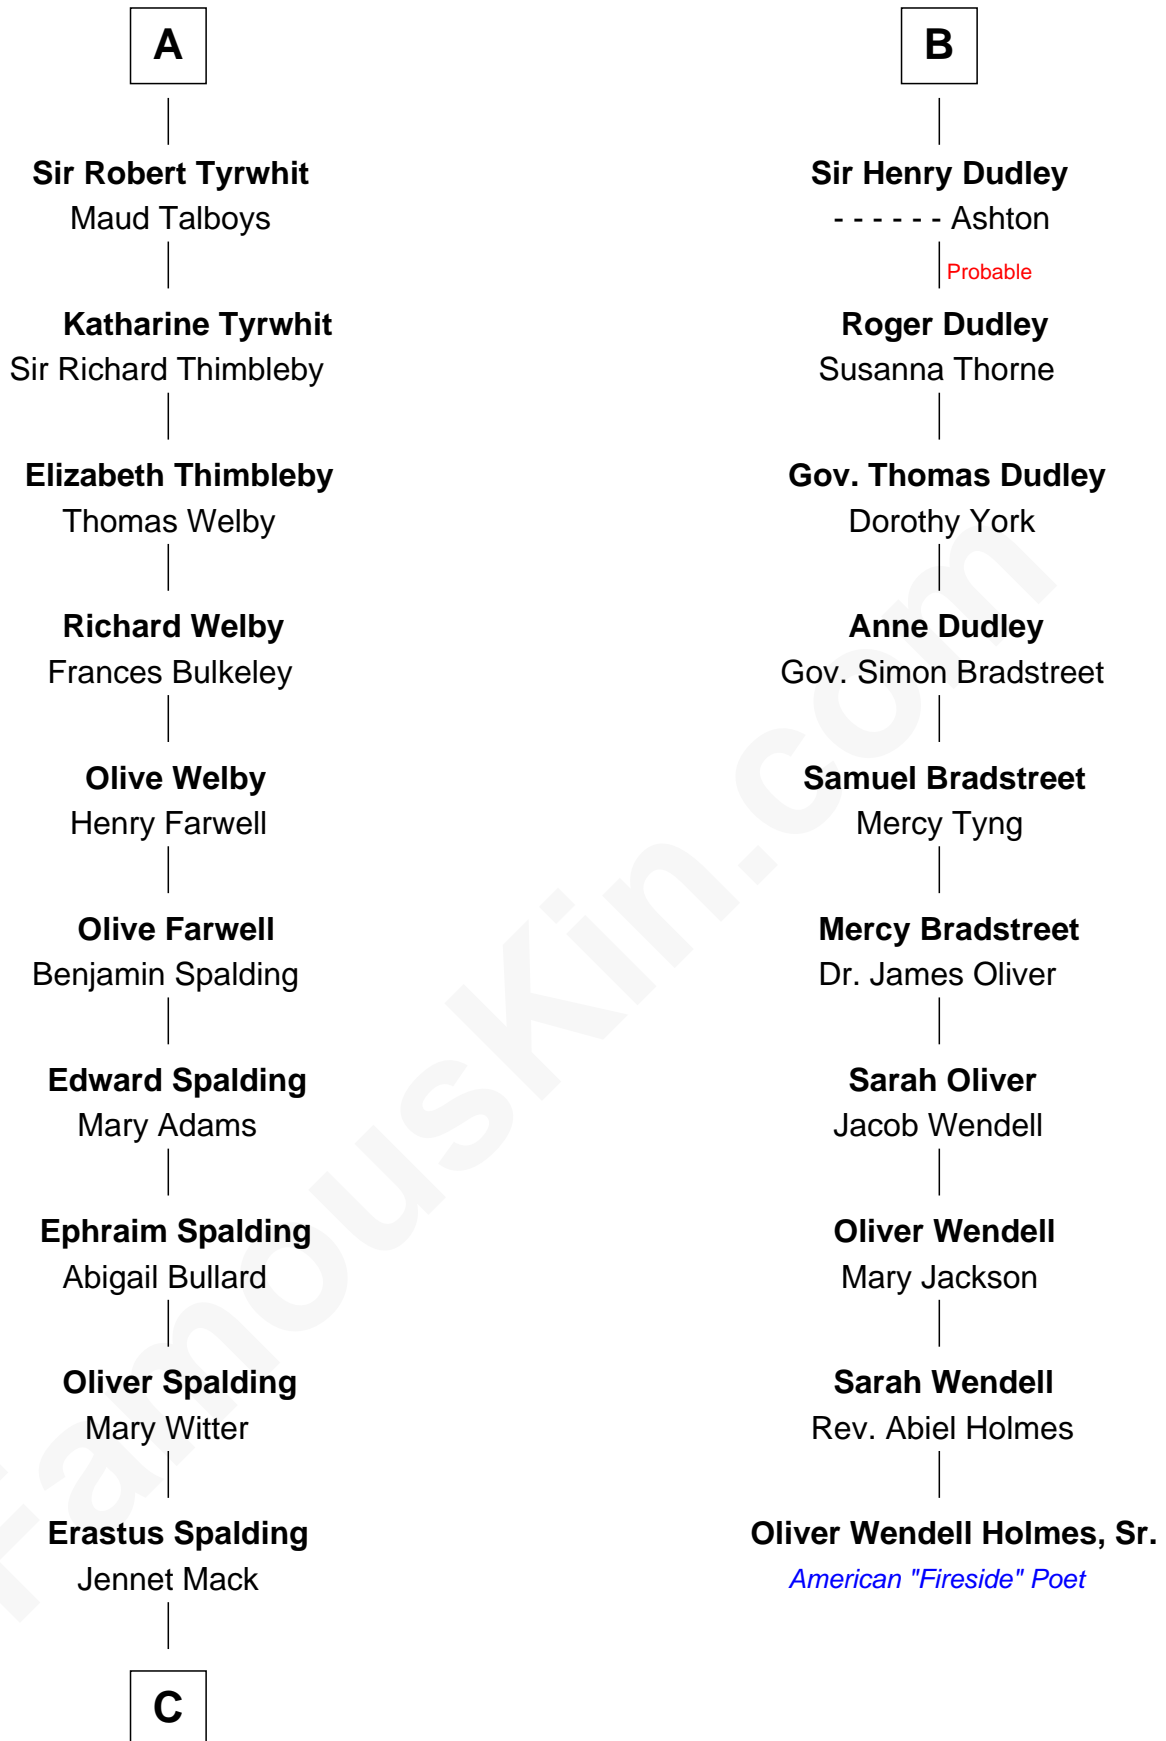 A
Sir Robert Tyrwhit
Maud Talboys
Katharine Tyrwhit
Sir Richard Thimbleby
Elizabeth Thimbleby
Thomas Welby
Richard Welby
Frances Bulkeley
Olive Welby
Henry Farwell
Olive Farwell
Benjamin Spalding
Edward Spalding
Mary Adams
Ephraim Spalding
Abigail Bullard
Oliver Spalding
Mary Witter
Erastus Spalding
Jennet Mack
C
B
Sir Henry Dudley
- - - - - - Ashton
Probable
Roger Dudley
Susanna Thorne
Gov. Thomas Dudley
Dorothy York
Anne Dudley
Gov. Simon Bradstreet
Samuel Bradstreet
Mercy Tyng
Mercy Bradstreet
Dr. James Oliver
Sarah Oliver
Jacob Wendell
Oliver Wendell
Mary Jackson
Sarah Wendell
Rev. Abiel Holmes
Oliver Wendell Holmes, Sr.
American "Fireside" Poet
FamousKin.com